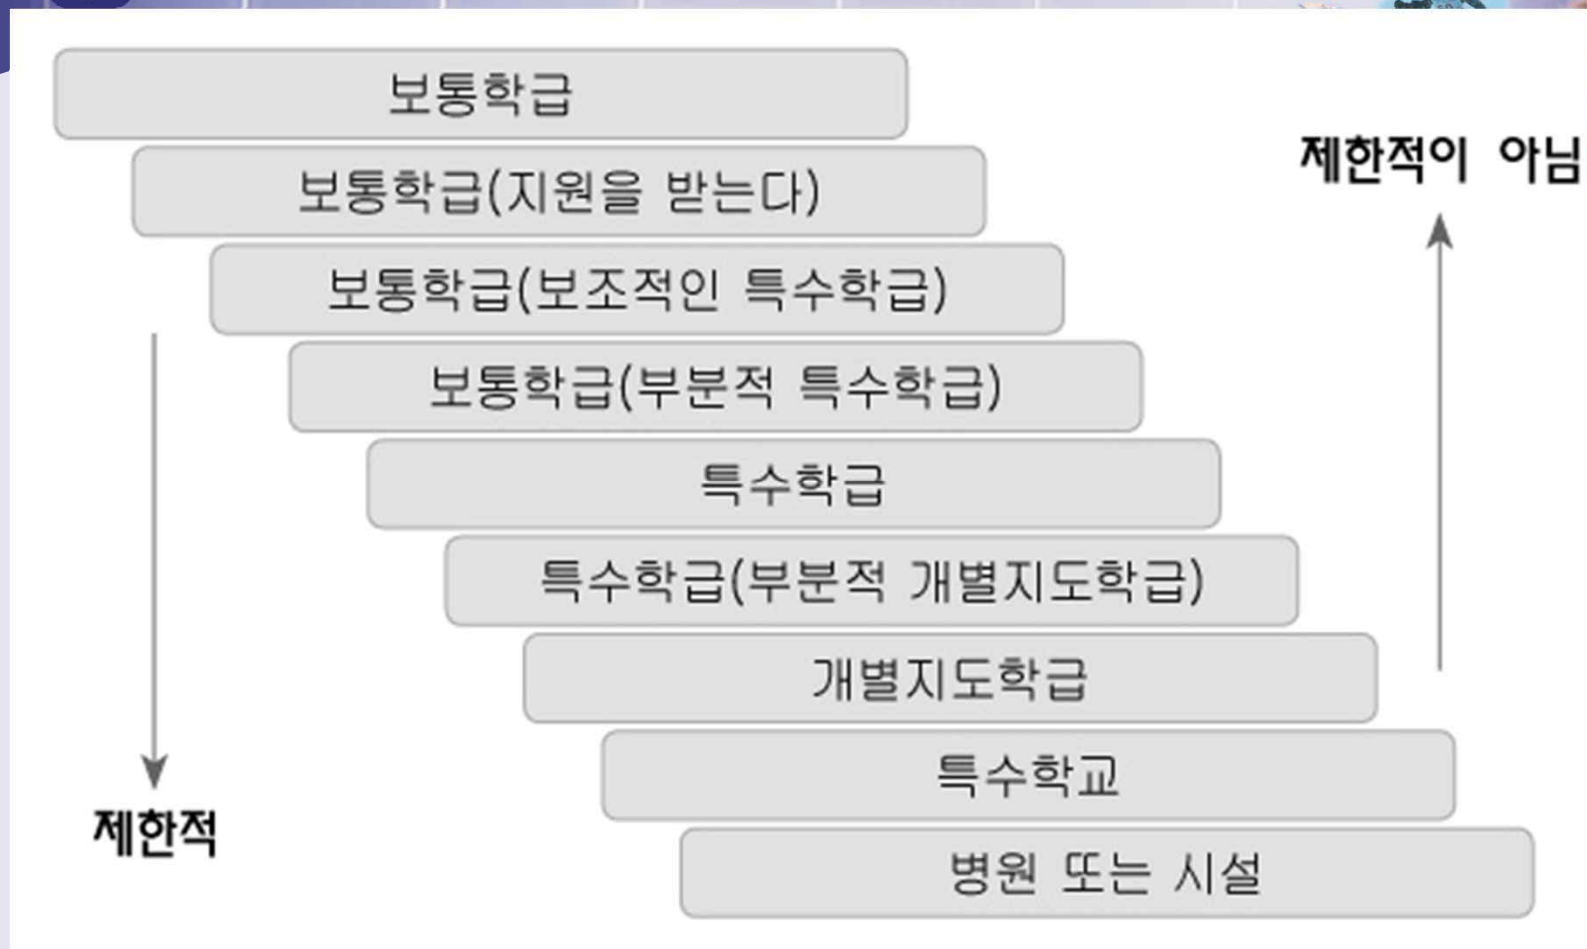 보통학급
제한적이 아님
보통학급(지원을 받는다)
보통학급(보조적인 특수학급)
보통학급(부분적 특수학급)
특수학급
특수학급(부분적 개별지도학급)
개별지도학급
특수학교
제한적
병원 또는 시설